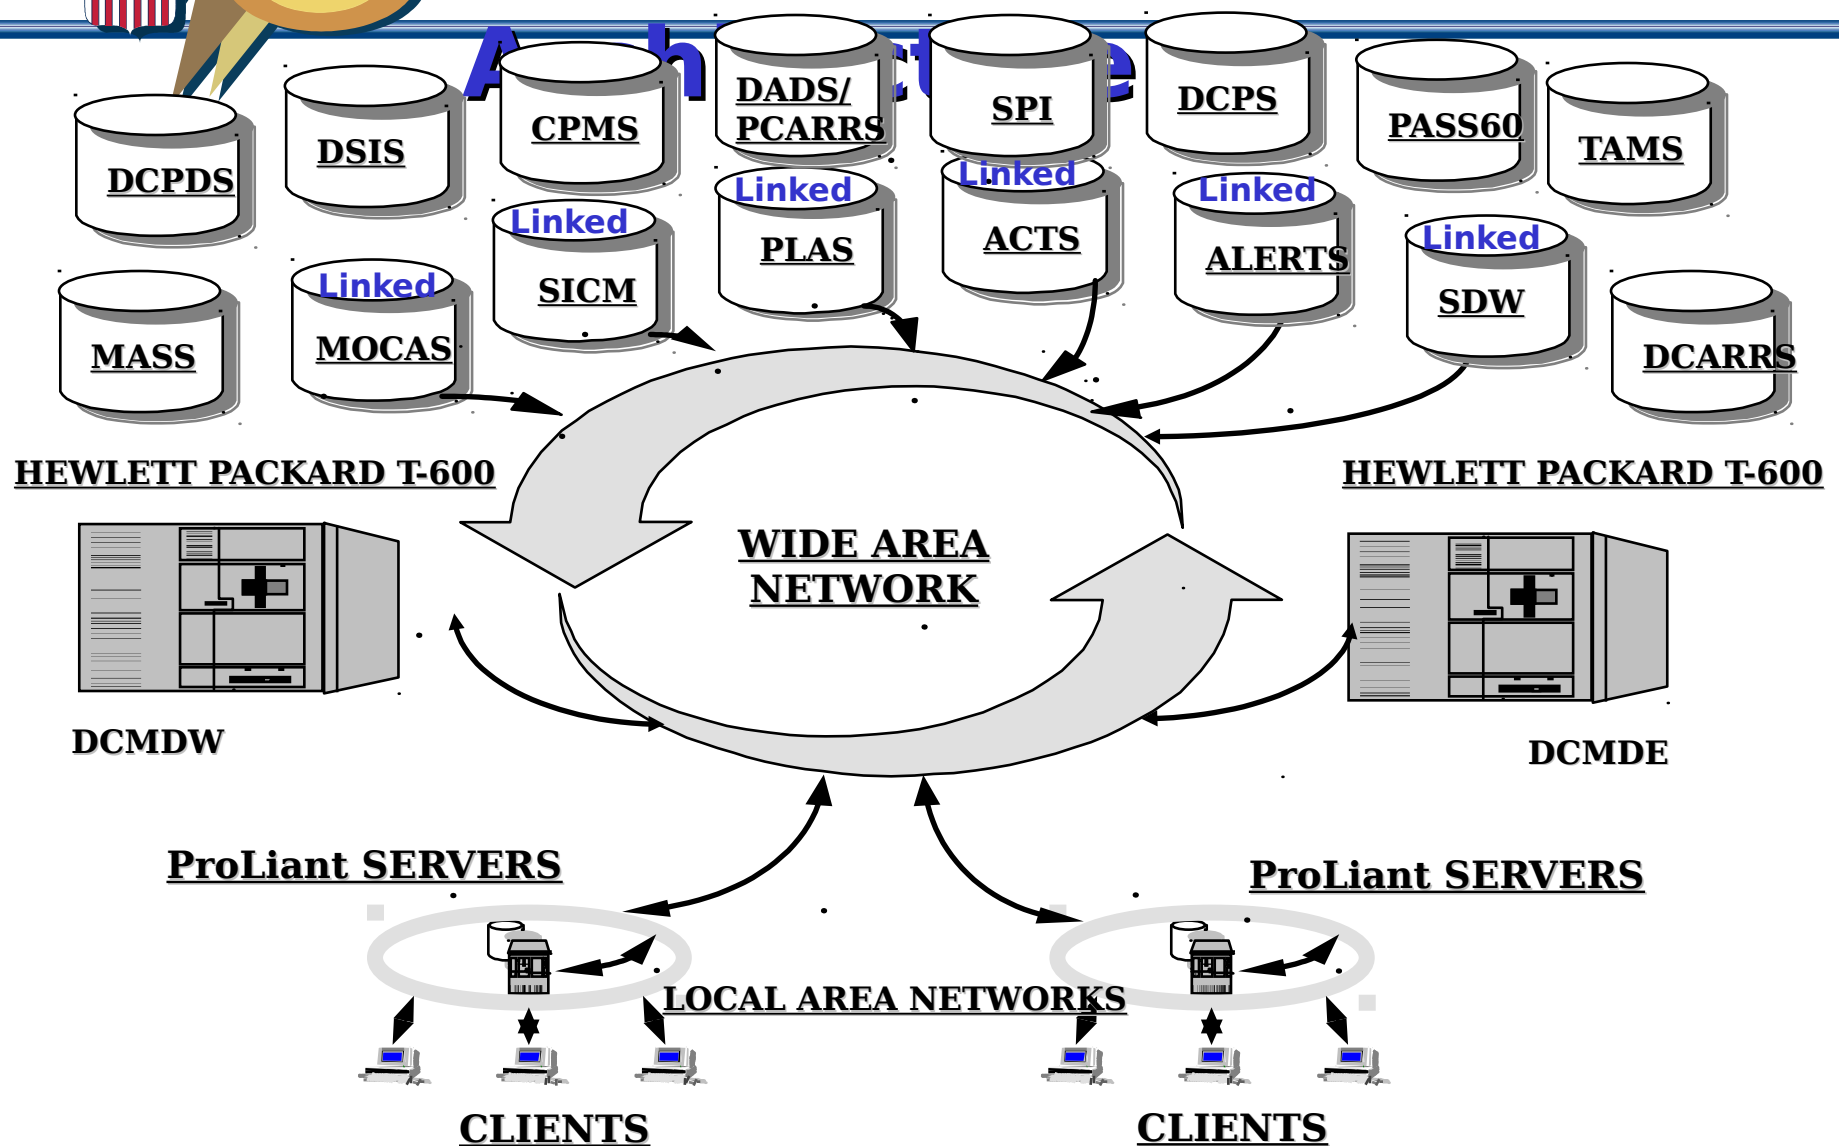 DADS/
PCARRS
SPI
DCPS
CPMS
PASS60
TAMS
DSIS
DCPDS
Linked
PLAS
Linked
ACTS
Linked
ALERTS
Linked
SICM
Linked
SDW
Linked
MOCAS
MASS
DCARRS
HEWLETT PACKARD T-600
HEWLETT PACKARD T-600
WIDE AREA
NETWORK
DCMDW
DCMDE
ProLiant SERVERS
ProLiant SERVERS
LOCAL AREA NETWORKS
CLIENTS
CLIENTS